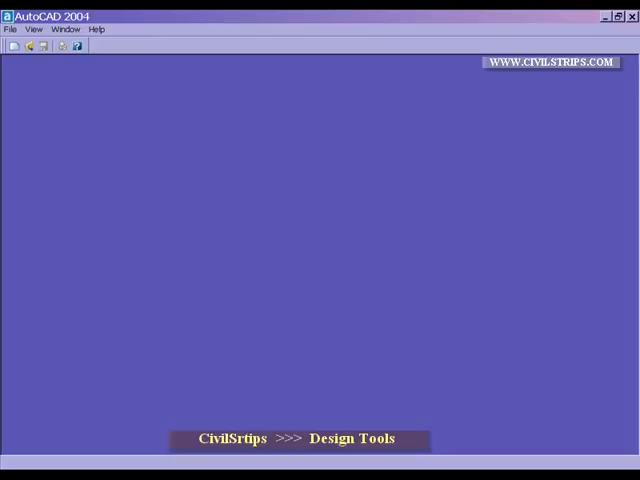 AutoCAD 2004
File View Window Help
WWW.CIVILSTRIPS.COM
CivilSrtips >>> Design Tools